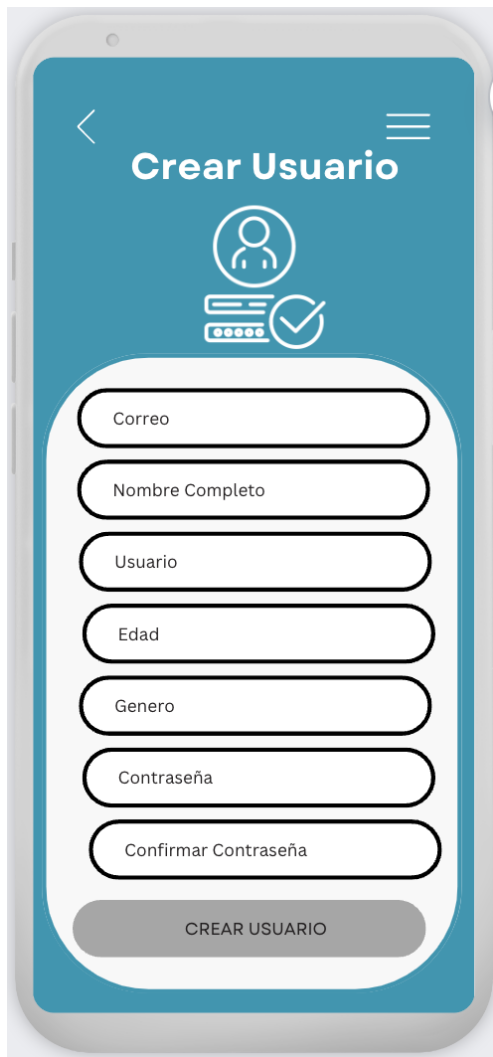 Crear Usuario
Correo
Nombre Completo
Usuario
Edad
Genero
Contraseña
Confirmar Contraseña
CREAR USUARIO